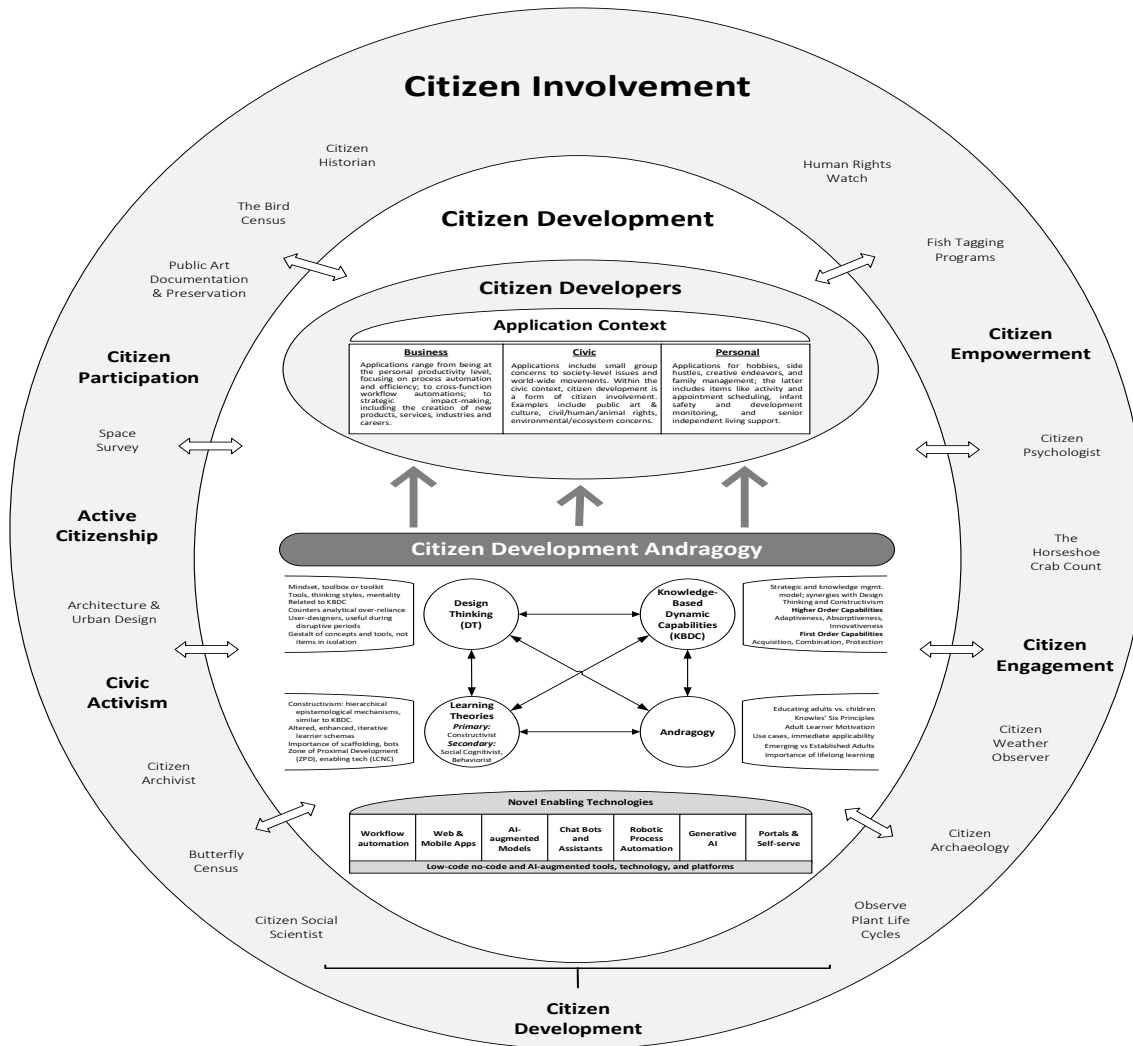 Citizen Involvement
Citizen
Historian
Human Rights
Watch
The Bird
Census
Citizen Development
Fish Tagging
Programs
Public Art
Documentation
& Preservation
Citizen Developers
Application Context
Citizen
Participation
Citizen
Empowerment
Business
Applications range from being at
the personal productivity level,
focusing on process automation
and efficiency; to cross-function
workflow automations; to
strategic impact-making,
including the creation of new
products, services, industries and
careers.
Civic
Applications include small group
concerns to society-level issues and
world-wide movements. Within the
civic context, citizen development is
a form of citizen involvement.
Examples include public art &
culture, civil/human/animal rights,
environmental/ecosystem concerns.
Personal
Applications for hobbies, side
hustles, creative endeavors, and
family management; the latter
includes items like activity and
appointment scheduling, infant
safety and development
monitoring, and senior
independent living support.
Space
Survey
Citizen
Psychologist
Active
Citizenship
Citizen Development Andragogy
The
Horseshoe
Crab Count
Mindset, toolbox or toolkit
Tools, thinking styles, mentality
Related to KBDC
Counters analytical over-reliance
User-designers, useful during
disruptive periods
Gestalt of concepts and tools, not
items in isolation
Design
Thinking
(DT)
Knowledge-
Based
Dynamic
Capabilities
(KBDC)
Strategic and knowledge mgmt.
model; synergies with Design
Thinking and Constructivism
Higher Order Capabilities
Adaptiveness, Absorptiveness,
Innovativeness
First Order Capabilities
Acquisition, Combination, Protection
Architecture &
Urban Design
Citizen
Engagement
Civic
Activism
Constructivism: hierarchical
epistemological mechanisms,
similar to KBDC.
Altered, enhanced, iterative
learner schemas
Importance of scaffolding, bots
Zone of Proximal Development
(ZPD), enabling tech (LCNC)
Learning
Theories
Primary:
Constructivist
Secondary:
Social Cognitivist,
Behaviorist
Andragogy
Educating adults vs. children
Knowles' Six Principles
Adult Learner Motivation
Use cases, immediate applicability
Emerging vs Established Adults
Importance of lifelong learning
Citizen
Weather
Observer
Citizen
Archivist
Novel Enabling Technologies
Workflow
automation
Web &
Mobile Apps
AI-
augmented
Models
Chat Bots
and
Assistants
Robotic
Process
Automation
Generative
AI
Portals &
Self-serve
Low-code no-code and AI-augmented tools, technology, and platforms
Butterfly
Census
Citizen
Archaeology
Citizen Social
Scientist
Observe
Plant Life
Cycles
Citizen
Development